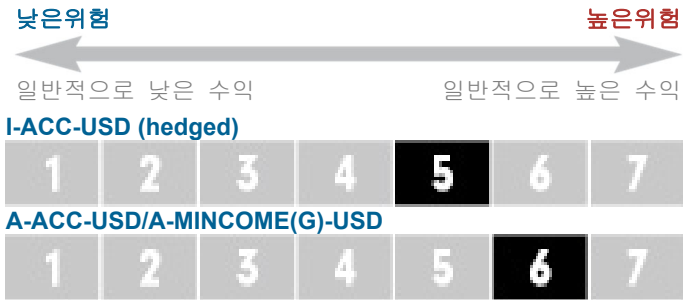 낮은위험 높은위험
일반적으로 낮은 수익 일반적으로 높은 수익
I-ACC-USD (hedged)
1 2 3 4 5 6 7
A-ACC-USD/A-MINCOME(G)-USD
1 2 3 4 5 6 7